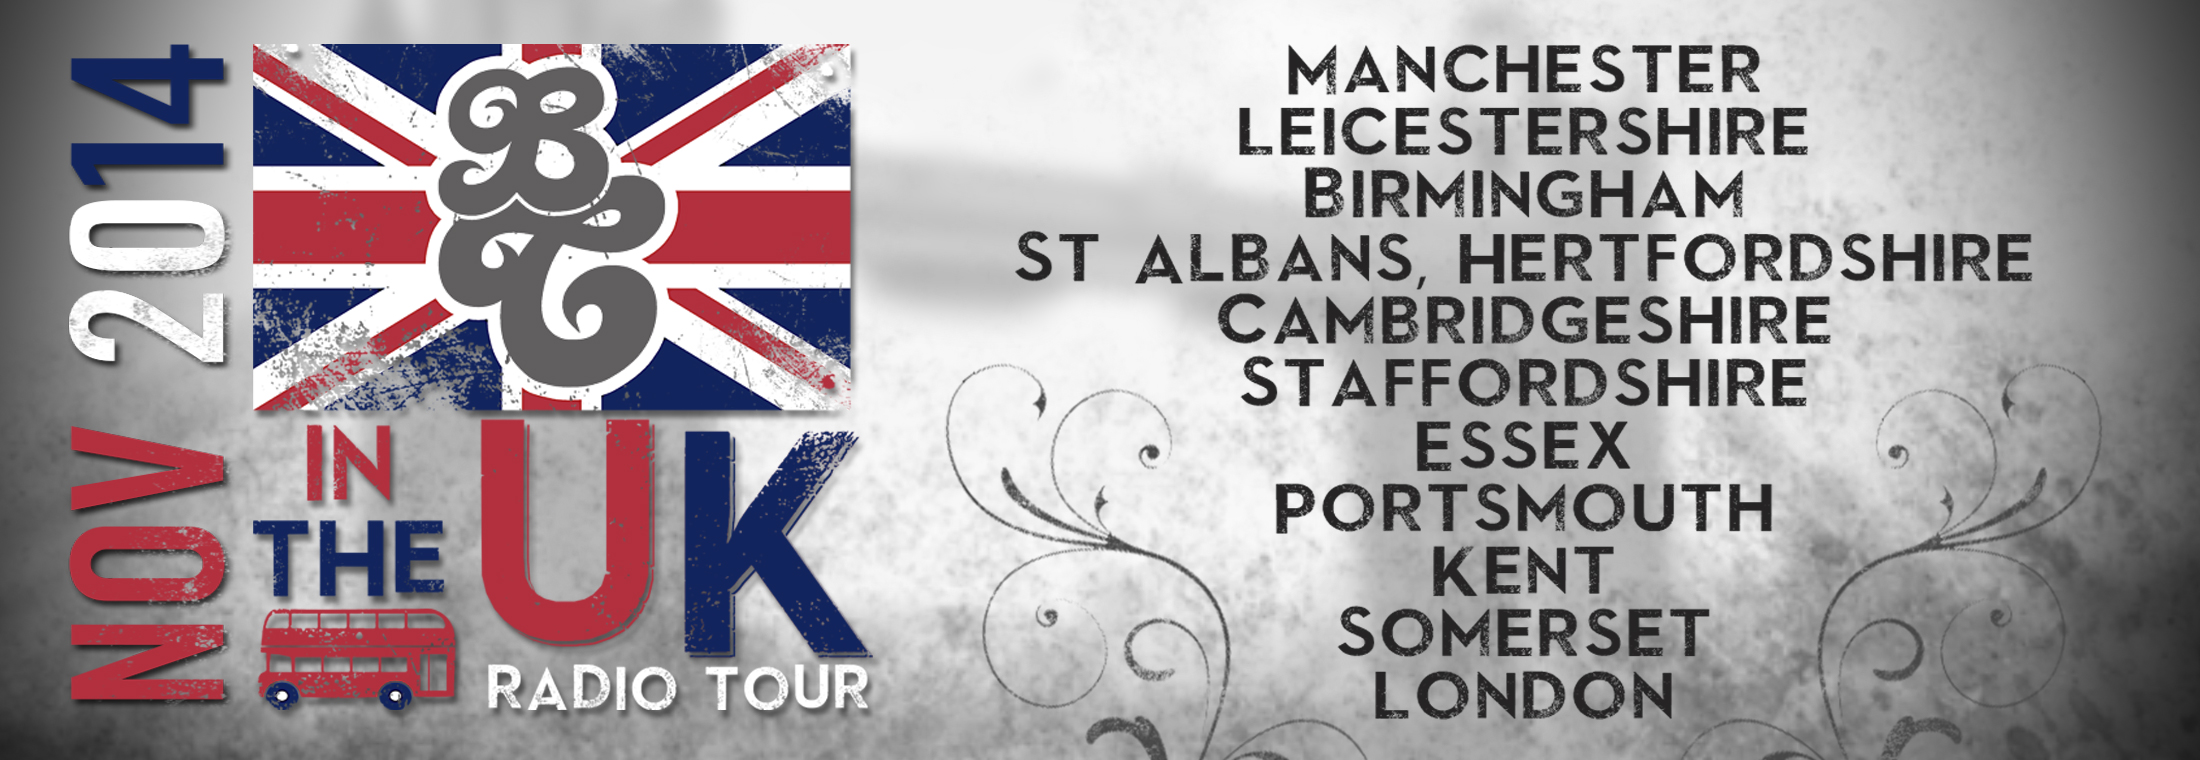 NOV 2014
BC
IN
THE
UK
RADIO TOUR
MANCHESTER
LEICESTERSHIRE
BIRMINGHAM
ST ALBANS, HERTFORDSHIRE
CAMBRIDGESHIRE
STAFFORDSHIRE
ESSEX
PORTSMOUTH
KENT
SOMERSET
LONDON